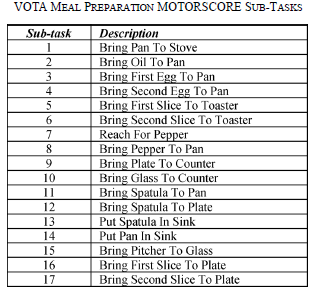 VOTA MEAL PREPARATION MOTORSCORE SUB-TASKS
Sub-task Description
1 Bring Pan To Stove
2 Bring Oil To Pan
3 Bring First Egg To Pan
4 Bring Second Egg To Pan
5 Bring First Slice To Toaster
6 Bring Second Slice To Toaster
7 Reach For Pepper
8 Bring Pepper To Pan
9 Bring Plate To Counter
10 Bring Glass To Counter
11 Bring Spatula To Pan
12 Bring Spatula To Plate
13 Put Spatula In Sink
14 Put Pan In Sink
15 Bring Pitcher To Glass
16 Bring First Slice To Plate
17 Bring Second Slice To Plate